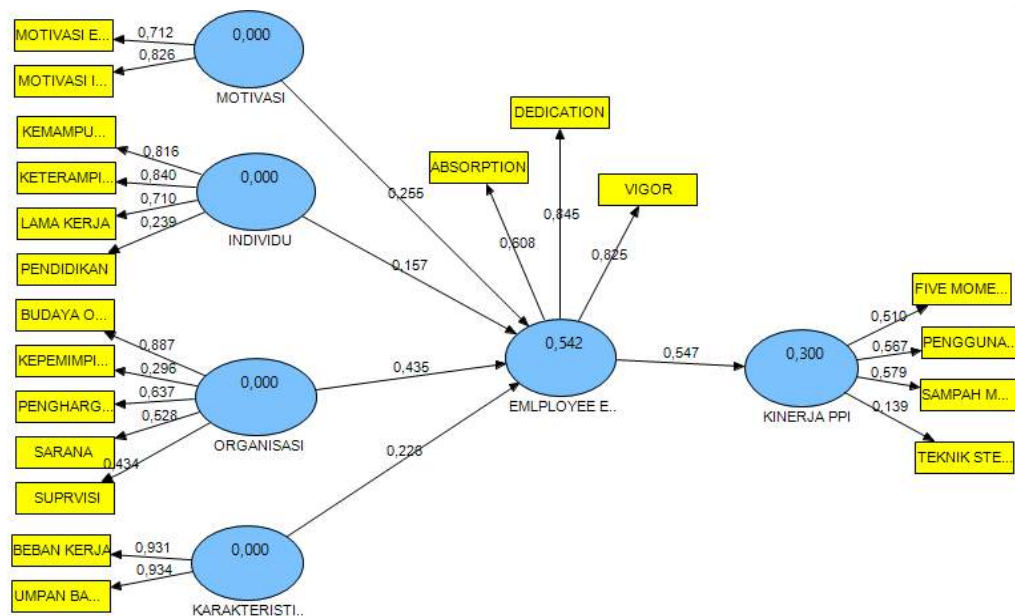 MOTIVASI E...
0,712
MOTIVASI I...
0,826
0,000
MOTIVASI
KEMAMPU...
0,816
KETERAMPI...
0,840
LAMA KERJA
0,710
PENDIDIKAN
0,239
0,000
INDIVIDU
BUDAYA O...
0,887
KEPEMIMPI...
0,296
PENGHARG...
0,637
SARANA
0,528
SUPRVISI
0,434
0,000
ORGANISASI
BEBAN KERJA
0,931
UMPAN BA...
0,934
0,000
KARAKTERISTI..
0,255
0,157
0,435
0,228
ABSORPTION
0,608
DEDICATION
0,845
VIGOR
0,825
0,542
EMLPLOYEE E..
0,547
0,300
KINERJA PPI
FIVE MOME...
0,510
PENGGUNA...
0,567
SAMPAH M...
0,579
TEKNIK STE...
0,139